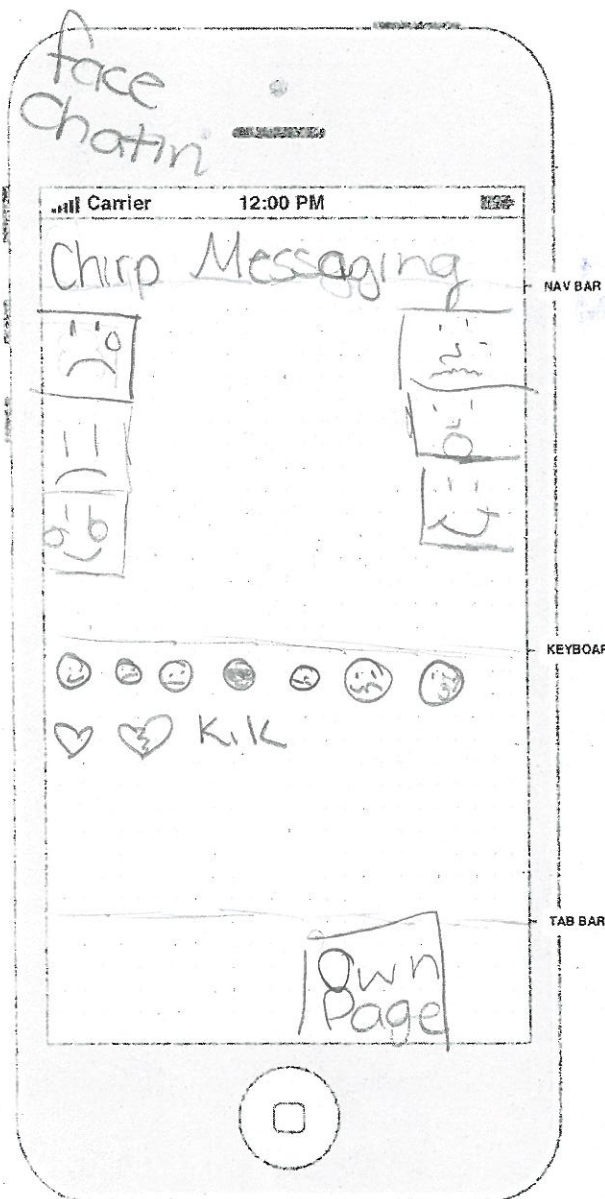 face
Chatin
Carrier 12:00 PM
Chirp Messaging
NAV BAR
KEYBOAR
Kik
TAB BAR
Own
Page